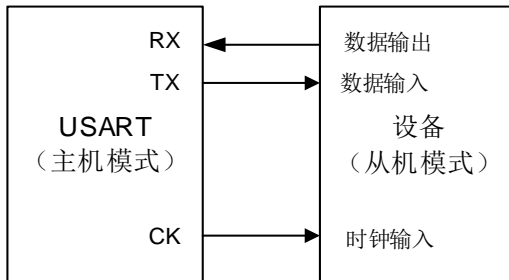 RX
数据输出
TX
数据输入
USART
（主机模式）
设备
（从机模式）
CK
时钟输入